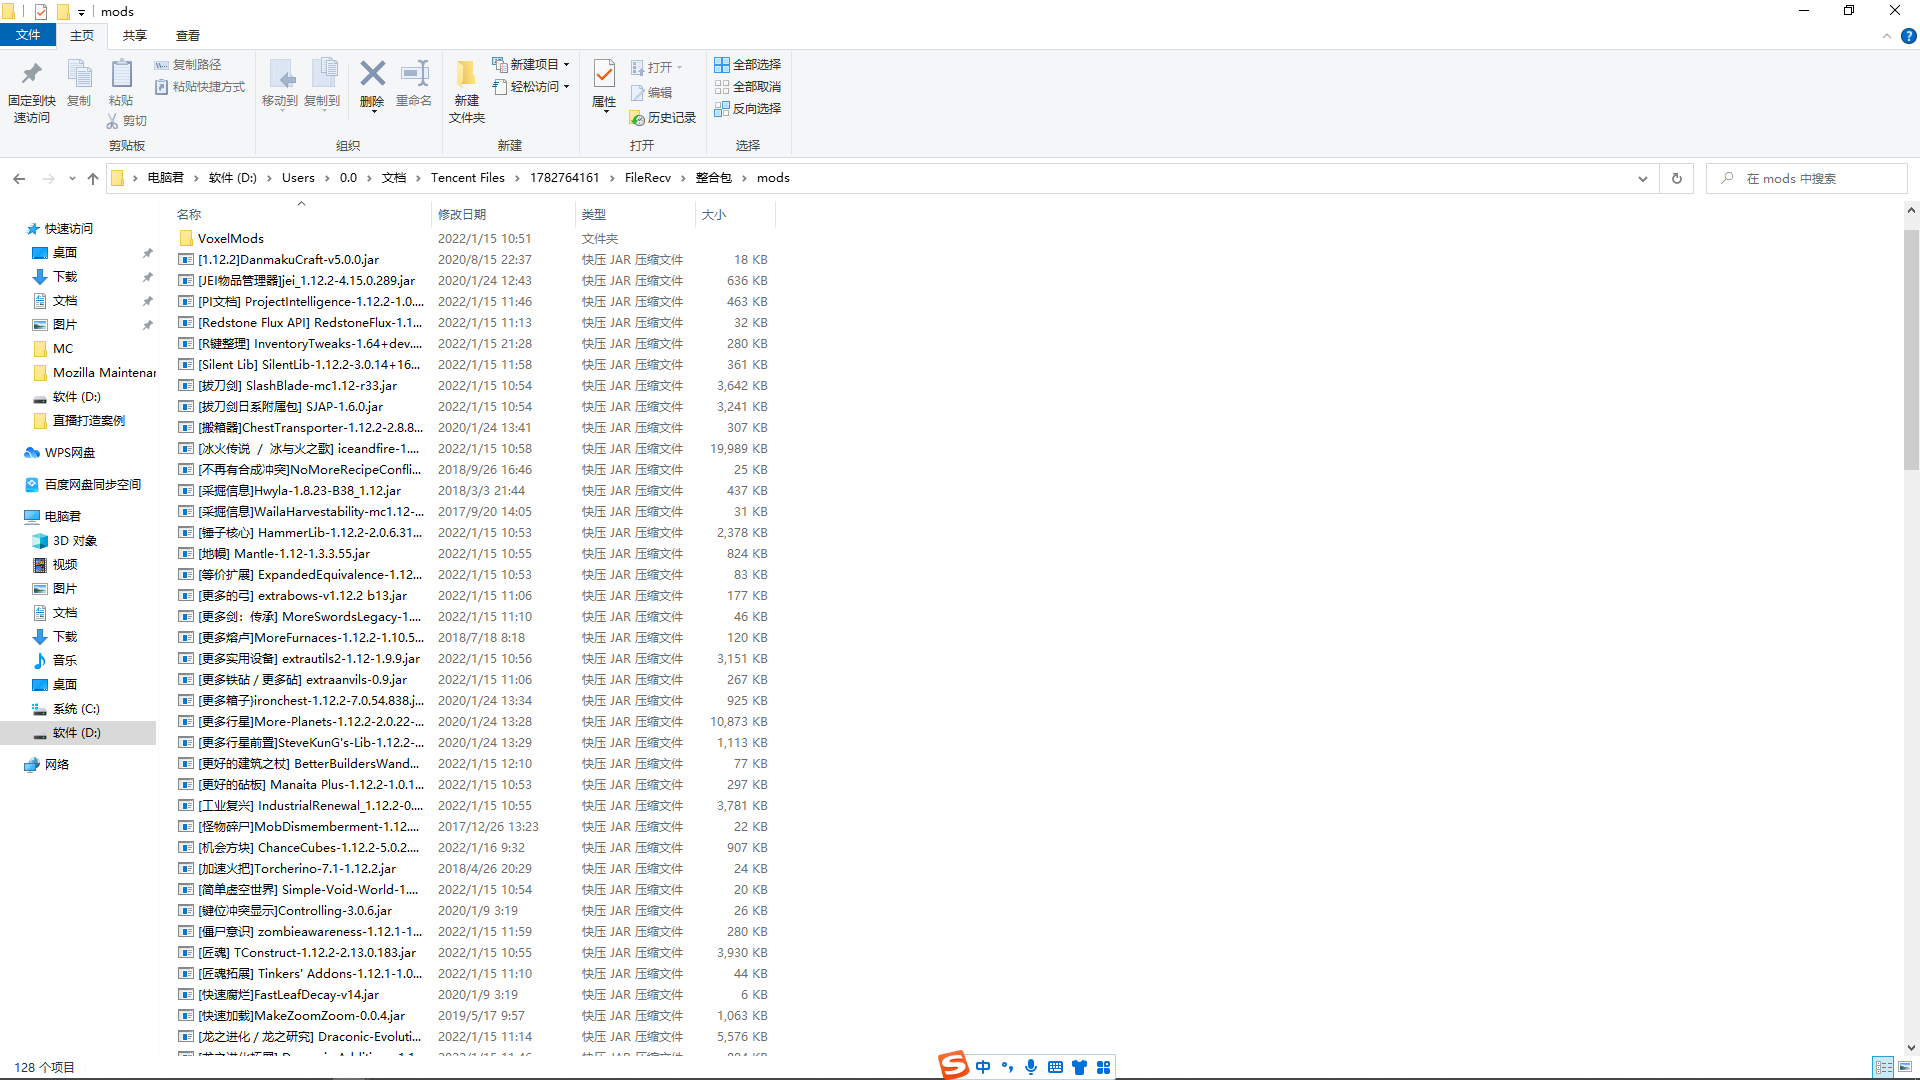 mods
文件 主页 共享 查看
固定到快速访问
复制
粘贴
复制路径
粘贴快捷方式
剪切
剪贴板
移动到
复制到
删除
重命名
组织
新建文件夹
新建项目
轻松访问
新建
属性
打开
编辑
历史记录
打开
全部选择
全部取消
反向选择
选择
电脑君 › 软件 (D:) › Users › 0.0 › 文档 › Tencent Files › 1782764161 › FileRecv › 整合包 › mods
在 mods 中搜索
快速访问
桌面
下载
文档
图片
MC
Mozilla Maintenar
软件 (D:)
直播打造案例
WPS网盘
百度网盘同步空间
电脑君
3D 对象
视频
图片
文档
下载
音乐
桌面
系统 (C:)
软件 (D:)
网络
名称 修改日期 类型 大小
VoxelMods 2022/1/15 10:51 文件夹
[1.12.2]DanmakuCraft-v5.0.0.jar 2020/8/15 22:37 快压 JAR 压缩文件 18 KB
[JEI物品管理器]jei_1.12.2-4.15.0.289.jar 2020/1/24 12:43 快压 JAR 压缩文件 636 KB
[PI文档] ProjectIntelligence-1.12.2-1.0.... 2022/1/15 11:46 快压 JAR 压缩文件 463 KB
[Redstone Flux API] RedstoneFlux-1.1... 2022/1/15 11:13 快压 JAR 压缩文件 32 KB
[R键整理] InventoryTweaks-1.64+dev.... 2022/1/15 21:28 快压 JAR 压缩文件 280 KB
[Silent Lib] SilentLib-1.12.2-3.0.14+16... 2022/1/15 11:58 快压 JAR 压缩文件 361 KB
[拔刀剑] SlashBlade-mc1.12-r33.jar 2022/1/15 10:54 快压 JAR 压缩文件 3,642 KB
[拔刀剑日系附属包] SJAP-1.6.0.jar 2022/1/15 10:54 快压 JAR 压缩文件 3,241 KB
[搬箱器]ChestTransporter-1.12.2-2.8.8... 2020/1/24 13:41 快压 JAR 压缩文件 307 KB
[冰火传说 / 冰与火之歌] iceandfire-1.... 2022/1/15 10:58 快压 JAR 压缩文件 19,989 KB
[不再有合成冲突]NoMoreRecipeConfli... 2018/9/26 16:46 快压 JAR 压缩文件 25 KB
[采掘信息]Hwyla-1.8.23-B38_1.12.jar 2018/3/3 21:44 快压 JAR 压缩文件 437 KB
[采掘信息]WailaHarvestability-mc1.12-... 2017/9/20 14:05 快压 JAR 压缩文件 31 KB
[锤子核心] HammerLib-1.12.2-2.0.6.31... 2022/1/15 10:53 快压 JAR 压缩文件 2,378 KB
[地幔] Mantle-1.12-1.3.3.55.jar 2022/1/15 10:55 快压 JAR 压缩文件 824 KB
[等价扩展] ExpandedEquivalence-1.12... 2022/1/15 10:53 快压 JAR 压缩文件 83 KB
[更多的弓] extrabows-v1.12.2 b13.jar 2022/1/15 11:06 快压 JAR 压缩文件 177 KB
[更多剑：传承] MoreSwordsLegacy-1.... 2022/1/15 11:10 快压 JAR 压缩文件 46 KB
[更多熔卢]MoreFurnaces-1.12.2-1.10.5... 2018/7/18 8:18 快压 JAR 压缩文件 120 KB
[更多实用设备] extrautils2-1.12-1.9.9.jar 2022/1/15 10:56 快压 JAR 压缩文件 3,151 KB
[更多铁砧 / 更多砧] extraanvils-0.9.jar 2022/1/15 11:06 快压 JAR 压缩文件 267 KB
[更多箱子}ironchest-1.12.2-7.0.54.838.j... 2020/1/24 13:34 快压 JAR 压缩文件 925 KB
[更多行星]More-Planets-1.12.2-2.0.22-... 2020/1/24 13:28 快压 JAR 压缩文件 10,873 KB
[更多行星前置]SteveKunG's-Lib-1.12.2-... 2020/1/24 13:29 快压 JAR 压缩文件 1,113 KB
[更好的建筑之杖] BetterBuildersWand... 2022/1/15 12:10 快压 JAR 压缩文件 77 KB
[更好的砧板] Manaita Plus-1.12.2-1.0.1... 2022/1/15 10:53 快压 JAR 压缩文件 297 KB
[工业复兴] IndustrialRenewal_1.12.2-0.... 2022/1/15 10:55 快压 JAR 压缩文件 3,781 KB
[怪物碎尸]MobDismemberment-1.12.... 2017/12/26 13:23 快压 JAR 压缩文件 22 KB
[机会方块] ChanceCubes-1.12.2-5.0.2.... 2022/1/16 9:32 快压 JAR 压缩文件 907 KB
[加速火把]Torcherino-7.1-1.12.2.jar 2018/4/26 20:29 快压 JAR 压缩文件 24 KB
[简单虚空世界] Simple-Void-World-1.... 2022/1/15 10:54 快压 JAR 压缩文件 20 KB
[键位冲突显示]Controlling-3.0.6.jar 2020/1/9 3:19 快压 JAR 压缩文件 26 KB
[僵尸意识] zombieawareness-1.12.1-1... 2022/1/15 11:59 快压 JAR 压缩文件 280 KB
[匠魂] TConstruct-1.12.2-2.13.0.183.jar 2022/1/15 10:55 快压 JAR 压缩文件 3,930 KB
[匠魂拓展] Tinkers' Addons-1.12.1-1.0... 2022/1/15 11:10 快压 JAR 压缩文件 44 KB
[快速腐烂]FastLeafDecay-v14.jar 2020/1/9 3:19 快压 JAR 压缩文件 6 KB
[快速加载]MakeZoomZoom-0.0.4.jar 2019/5/17 9:57 快压 JAR 压缩文件 1,063 KB
[龙之进化 / 龙之研究] Draconic-Evoluti... 2022/1/15 11:14 快压 JAR 压缩文件 5,576 KB
128 个项目
中